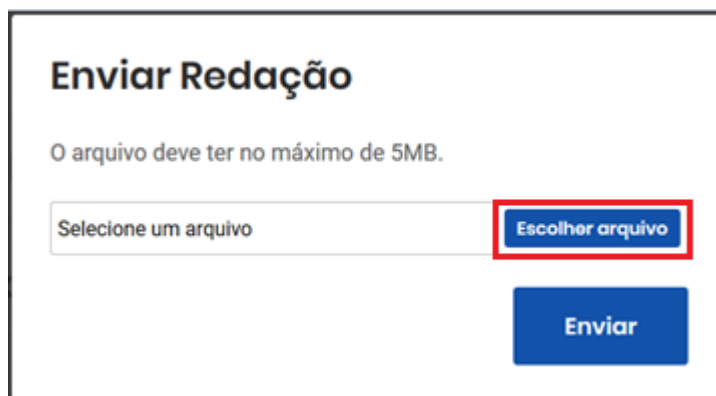 Enviar Redação
O arquivo deve ter no máximo de 5MB.
Selecione um arquivo Escolher arquivo
Enviar